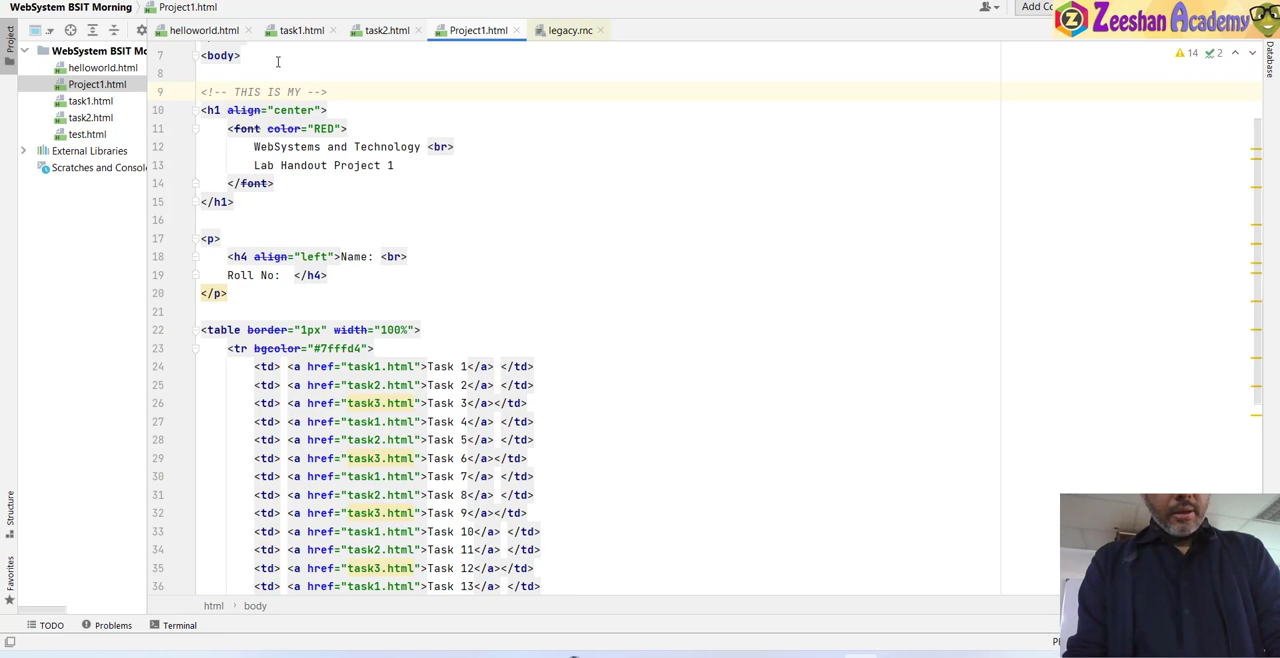 WebSystem BSIT Morning Project1.html
Add Co
Zeeshan Academy
Project
helloworld.html task1.html task2.html Project1.html legacy.rnc
WebSystem BSIT Mo
helloworld.html
Project1.html
task1.html
task2.html
test.html
External Libraries
Scratches and Consol
14 2
Database
7 <body>
8
9 <!-- THIS IS MY -->
10 <h1 align="center">
11 <font color="RED">
12 WebSystems and Technology <br>
13 Lab Handout Project 1
14 </font>
15 </h1>
16
17 <p>
18 <h4 align="left">Name: <br>
19 Roll No: </h4>
20 </p>
21
22 <table border="1px" width="100%">
23 <tr bgcolor="#7fffd4">
24 <td> <a href="task1.html">Task 1</a> </td>
25 <td> <a href="task2.html">Task 2</a> </td>
26 <td> <a href="task3.html">Task 3</a></td>
27 <td> <a href="task1.html">Task 4</a> </td>
28 <td> <a href="task2.html">Task 5</a> </td>
29 <td> <a href="task3.html">Task 6</a></td>
30 <td> <a href="task1.html">Task 7</a> </td>
31 <td> <a href="task2.html">Task 8</a> </td>
32 <td> <a href="task3.html">Task 9</a></td>
33 <td> <a href="task1.html">Task 10</a> </td>
34 <td> <a href="task2.html">Task 11</a> </td>
35 <td> <a href="task3.html">Task 12</a></td>
36 <td> <a href="task1.html">Task 13</a> </td>
Structure
Favorites
html body
TODO Problems Terminal